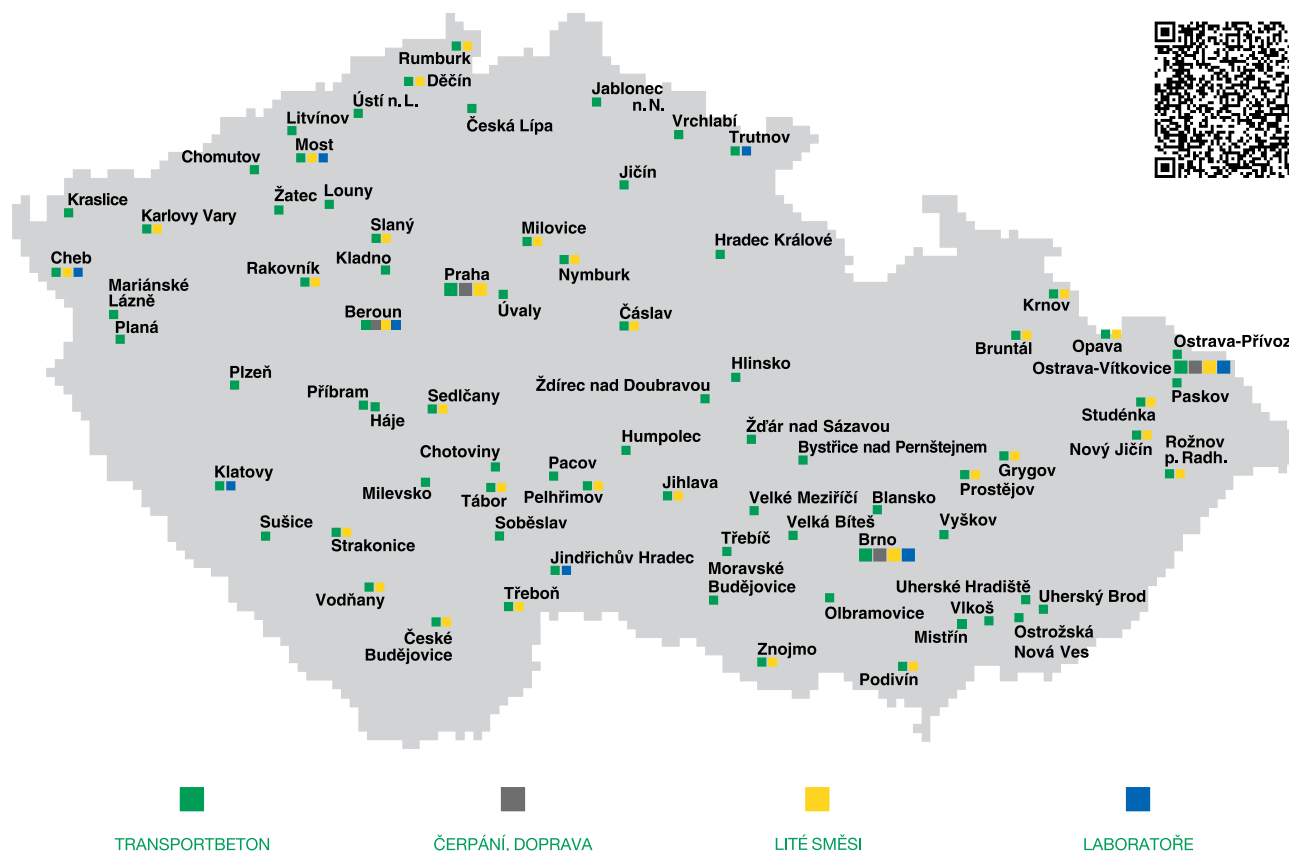 Rumburk
Děčín
Ústí n. L.
Jablonec
n. N.
Česká Lípa
Litvínov
Vrchlabí
Trutnov
Most
Chomutov
Jičín
Kraslice
Žatec
Louny
Karlovy Vary
Slaný
Milovice
Hradec Králové
Cheb
Rakovník
Kladno
Praha
Nymburk
Mariánské
Lázně
Úvaly
Krnov
Beroun
Čáslav
Planá
Bruntál
Opava
Ostrava-Přívoz
Hlinsko
Ostrava-Vítkovice
Plzeň
Ždírec nad Doubravou
Paskov
Příbram
Sedlčany
Háje
Studénka
Žďár nad Sázavou
Nový Jičín
Rožnov
p. Radh.
Humpolec
Bystřice nad Pernštejnem
Chotoviny
Grygov
Klatovy
Pacov
Jihlava
Prostějov
Milevsko
Tábor
Pelhřimov
Velké Meziříčí
Blansko
Sušice
Soběslav
Velká Bíteš
Vyškov
Strakonice
Třebíč
Brno
Jindřichův Hradec
Moravské
Budějovice
Uherské Hradiště
Vodňany
Třeboň
Olbramovice
Vlkoš
Uherský Brod
České
Budějovice
Mistřín
Ostrožská
Nová Ves
Znojmo
Podivín
TRANSPORTBETON
ČERPÁNÍ, DOPRAVA
LITÉ SMĚSI
LABORATOŘE